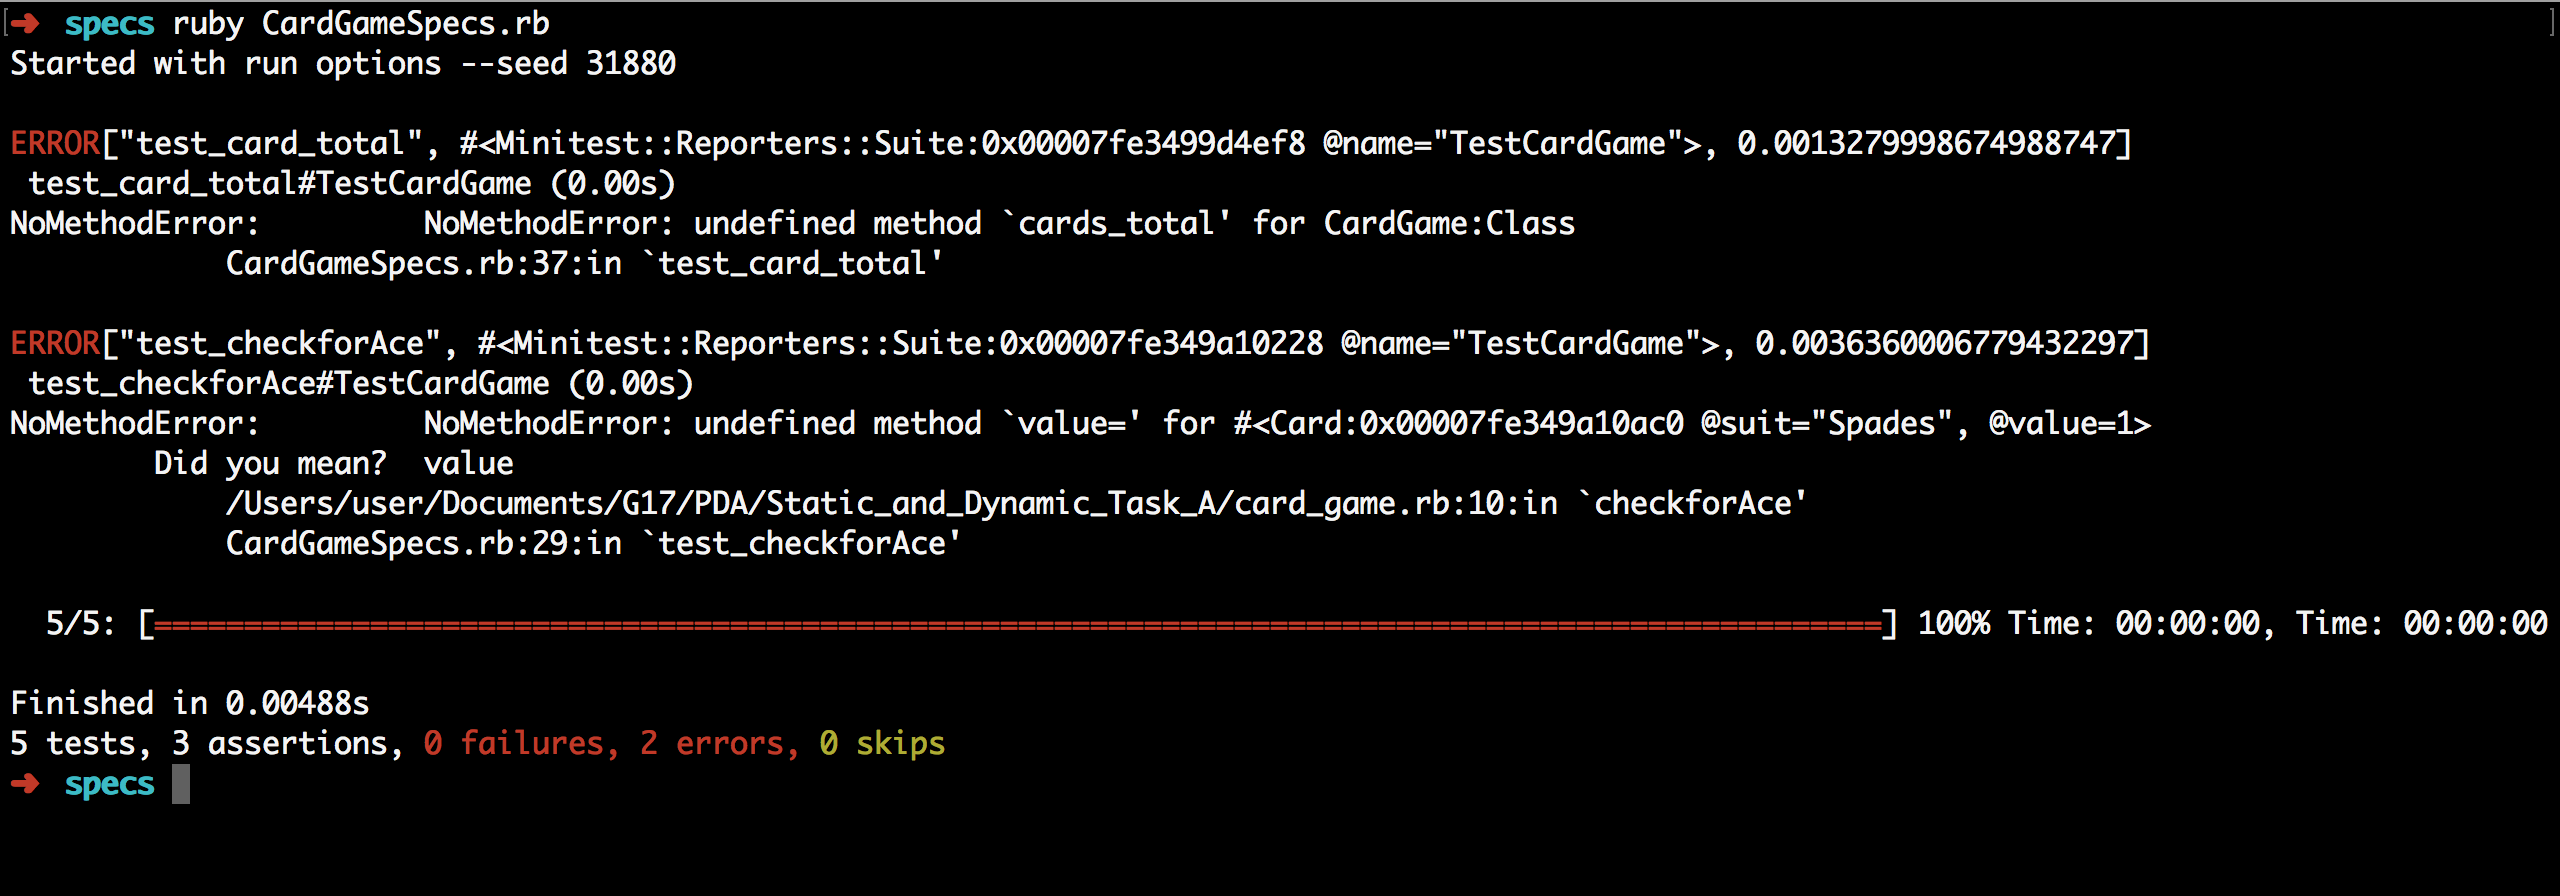 [➜  specs ruby CardGameSpecs.rb ]
Started with run options --seed 31880
ERROR["test_card_total", #<Minitest::Reporters::Suite:0x00007fe3499d4ef8 @name="TestCardGame">, 0.0013279998674988747]
 test_card_total#TestCardGame (0.00s)
NoMethodError:         NoMethodError: undefined method `cards_total' for CardGame:Class
            CardGameSpecs.rb:37:in `test_card_total'
ERROR["test_checkforAce", #<Minitest::Reporters::Suite:0x00007fe349a10228 @name="TestCardGame">, 0.0036360006779432297]
 test_checkforAce#TestCardGame (0.00s)
NoMethodError:         NoMethodError: undefined method `value=' for #<Card:0x00007fe349a10ac0 @suit="Spades", @value=1>
        Did you mean?  value
            /Users/user/Documents/G17/PDA/Static_and_Dynamic_Task_A/card_game.rb:10:in `checkforAce'
            CardGameSpecs.rb:29:in `test_checkforAce'
  5/5: [================================================================================================] 100% Time: 00:00:00, Time: 00:00:00
Finished in 0.00488s
5 tests, 3 assertions, 0 failures, 2 errors, 0 skips
➜  specs